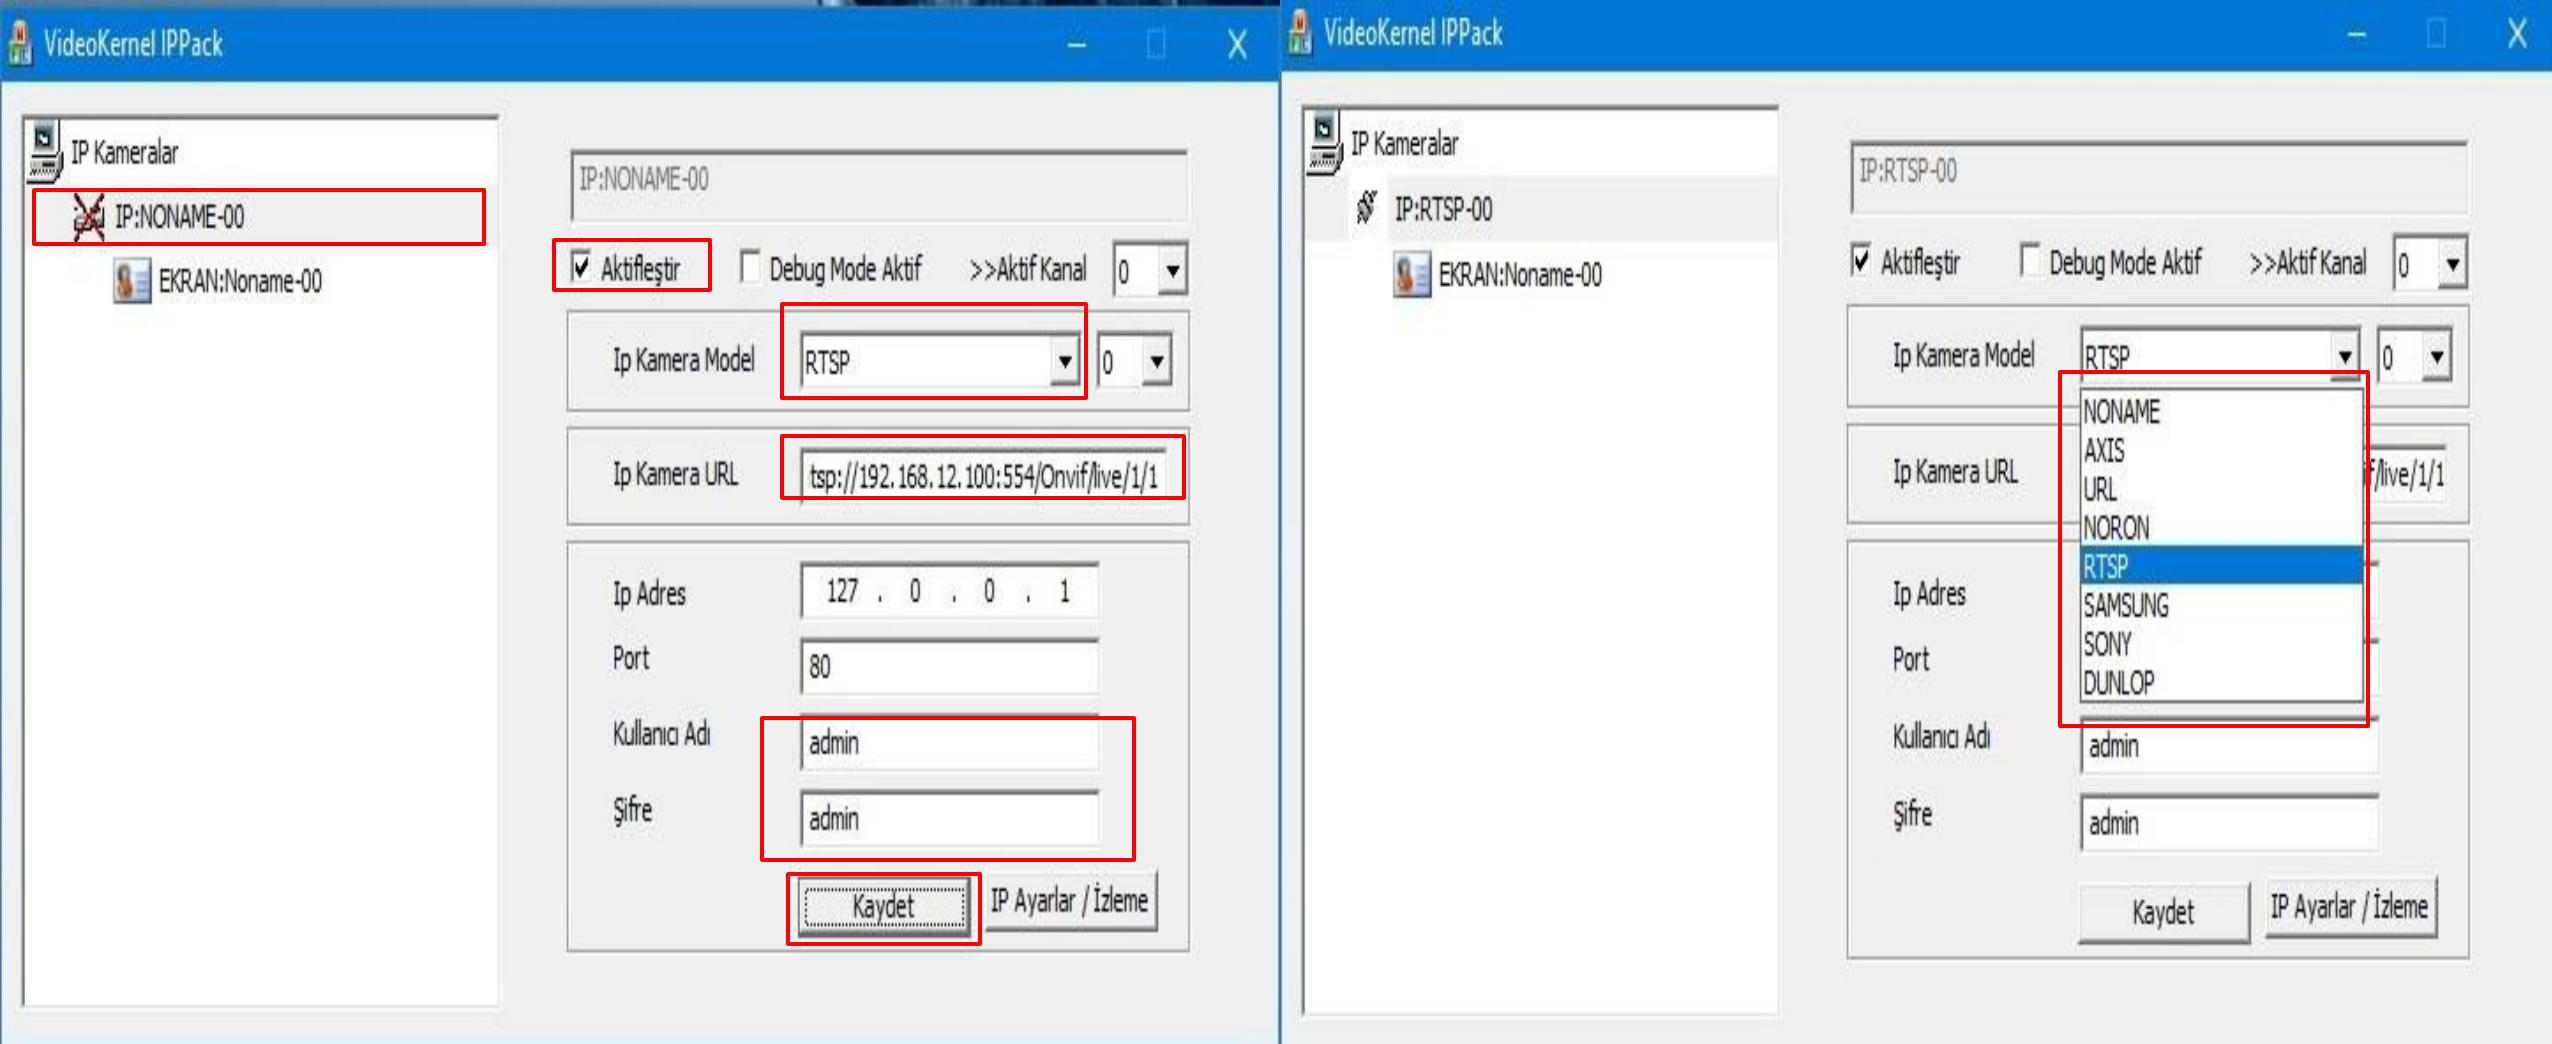 VideoKernel IPPack
IP Kameralar
IP:NONAME-00
EKRAN:Noname-00
IP:NONAME-00
Aktifleştir
Debug Mode Aktif
>>Aktif Kanal
0
Ip Kamera Model
RTSP
0
Ip Kamera URL
tsp://192.168.12.100:554/Onvif/live/1/1
Ip Adres
127 . 0 . 0 . 1
Port
80
Kullanıcı Adı
admin
Şifre
admin
Kaydet
IP Ayarlar / İzleme
VideoKernel IPPack
IP Kameralar
IP:RTSP-00
EKRAN:Noname-00
IP:RTSP-00
Aktifleştir
Debug Mode Aktif
>>Aktif Kanal
0
Ip Kamera Model
RTSP
0
NONAME
AXIS
URL
NORON
RTSP
SAMSUNG
SONY
DUNLOP
Ip Kamera URL
f/live/1/1
Ip Adres
Port
Kullanıcı Adı
admin
Şifre
admin
Kaydet
IP Ayarlar / İzleme